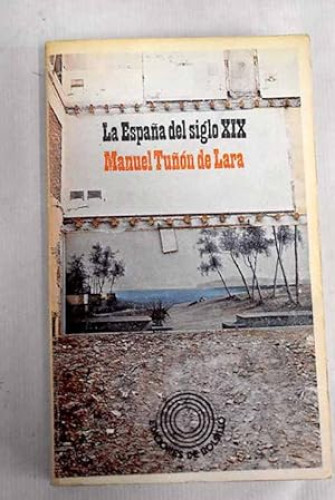 La España del siglo XIX
Manuel Tuñón de Lara
EDICIONES DE BOLSILLO